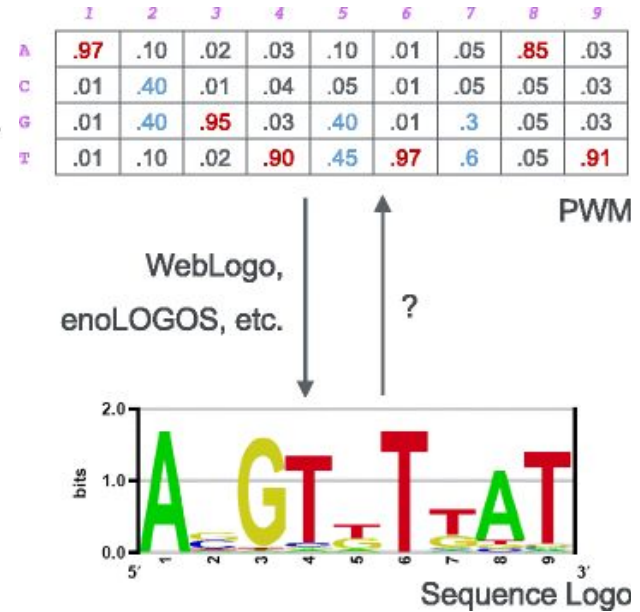 1 2 3 4 5 6 7 8 9
A .97 .10 .02 .03 .10 .01 .05 .85 .03
C .01 .40 .01 .04 .05 .01 .05 .05 .03
G .01 .40 .95 .03 .40 .01 .3 .05 .03
T .01 .10 .02 .90 .45 .97 .6 .05 .91
PWM
WebLogo,
enoLOGOS, etc.
?
2.0
bits
1.0
0.0
A G T T T T A T
1 2 3 4 5 6 7 8 9
5′ 3′
Sequence Logo